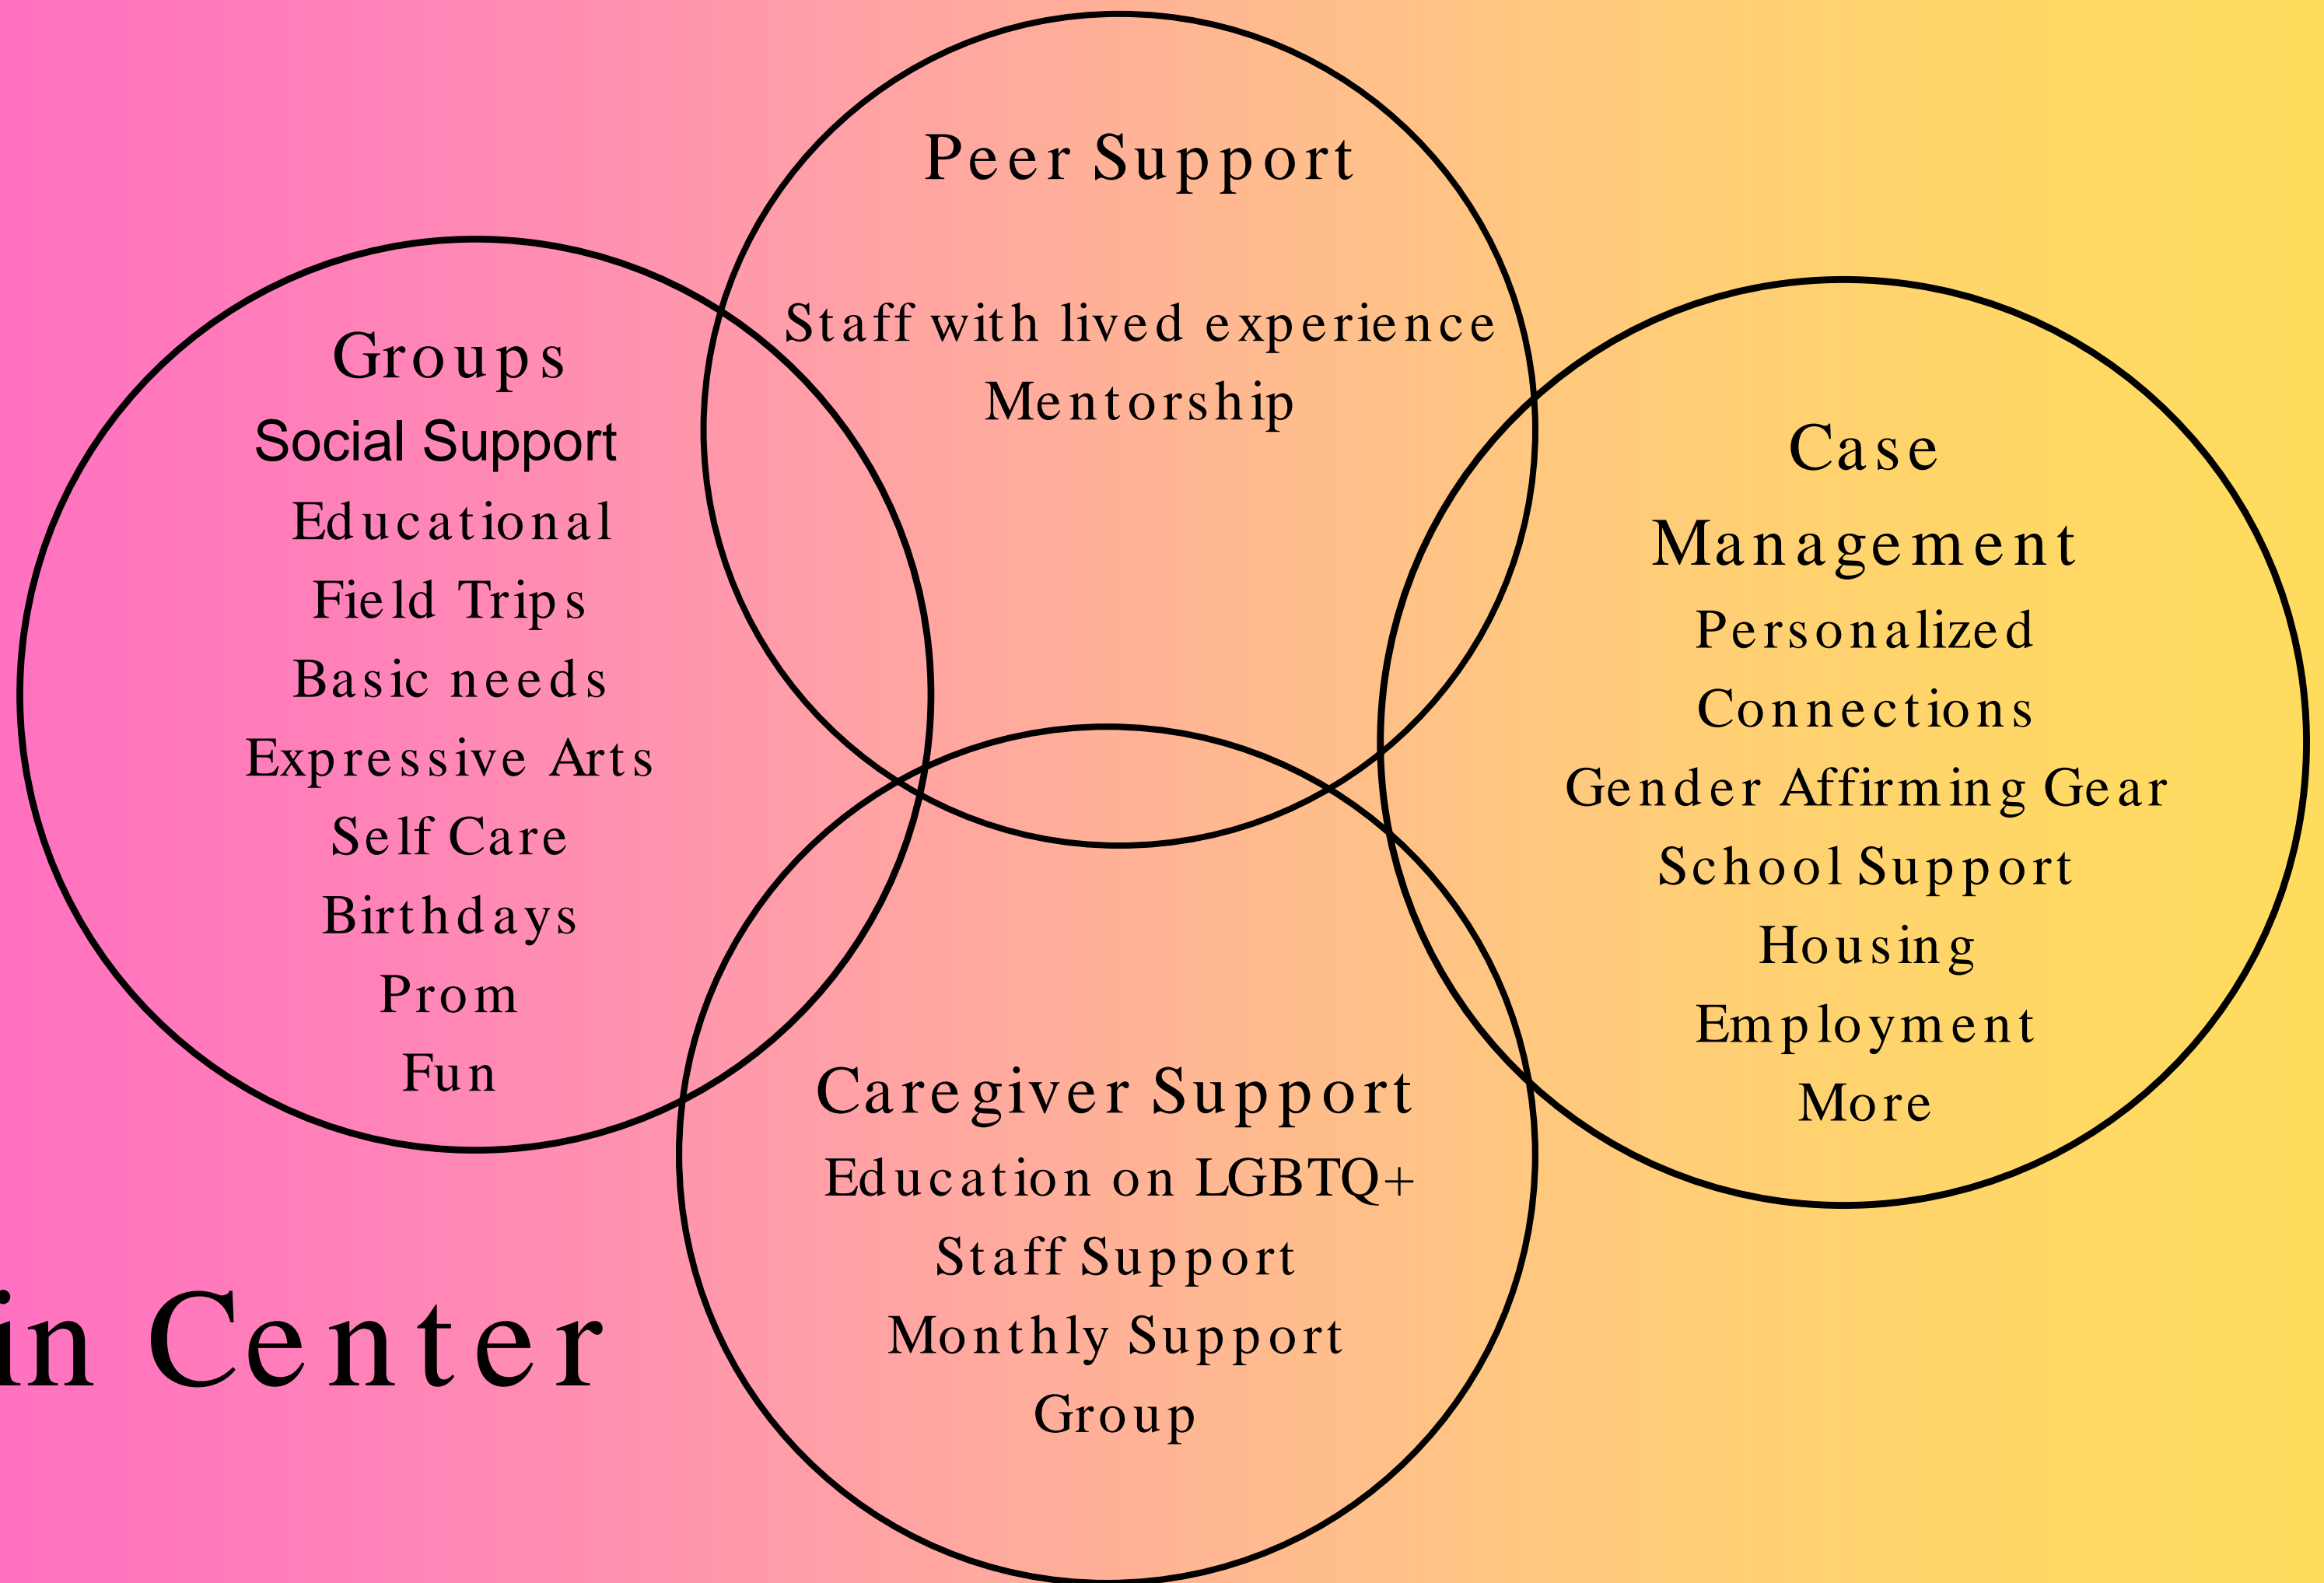 Peer Support
Staff with lived experience
Mentorship
Groups
Social Support
Educational
Field Trips
Basic needs
Expressive Arts
Self Care
Birthdays
Prom
Fun
Case
Management
Personalized
Connections
Gender Affirming Gear
School Support
Housing
Employment
More
Caregiver Support
Education on LGBTQ+
Staff Support
Monthly Support
Group
in Center